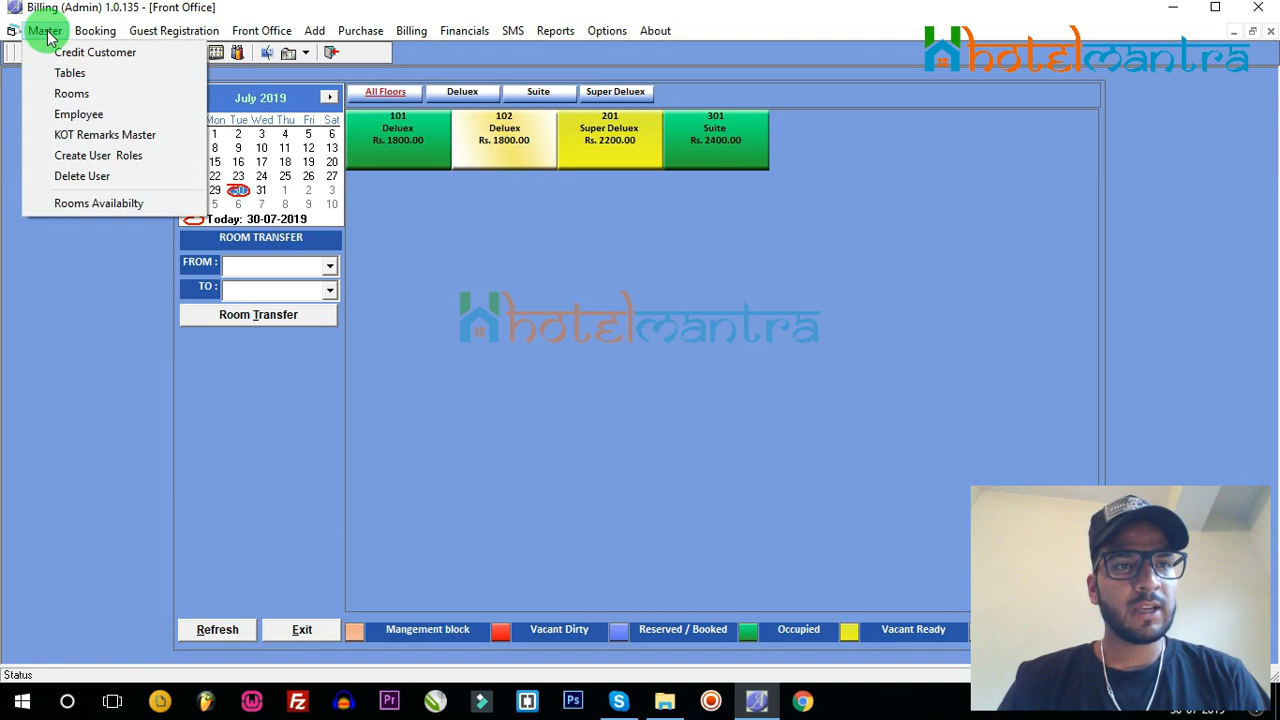 Billing (Admin) 1.0.135 - [Front Office]
Master Booking Guest Registration Front Office Add Purchase Billing Financials SMS Reports Options About
hotelmantra
Credit Customer
Tables
Rooms
Employee
KOT Remarks Master
Create User Roles
Delete User
Rooms Availabilty
July 2019
Mon Tue Wed Thu Fri Sat
1 2 3 4 5 6
8 9 10 11 12 13
15 16 17 18 19 20
22 23 24 25 26 27
29 30 31 1 2 3
5 6 7 8 9 10
Today: 30-07-2019
All Floors Deluex Suite Super Deluex
101
Deluex
Rs. 1800.00
102
Deluex
Rs. 1800.00
201
Super Deluex
Rs. 2200.00
301
Suite
Rs. 2400.00
ROOM TRANSFER
FROM :
TO :
Room Transfer
hotelmantra
Refresh Exit
Mangement block Vacant Dirty Reserved / Booked Occupied Vacant Ready
Status
30-07-2019